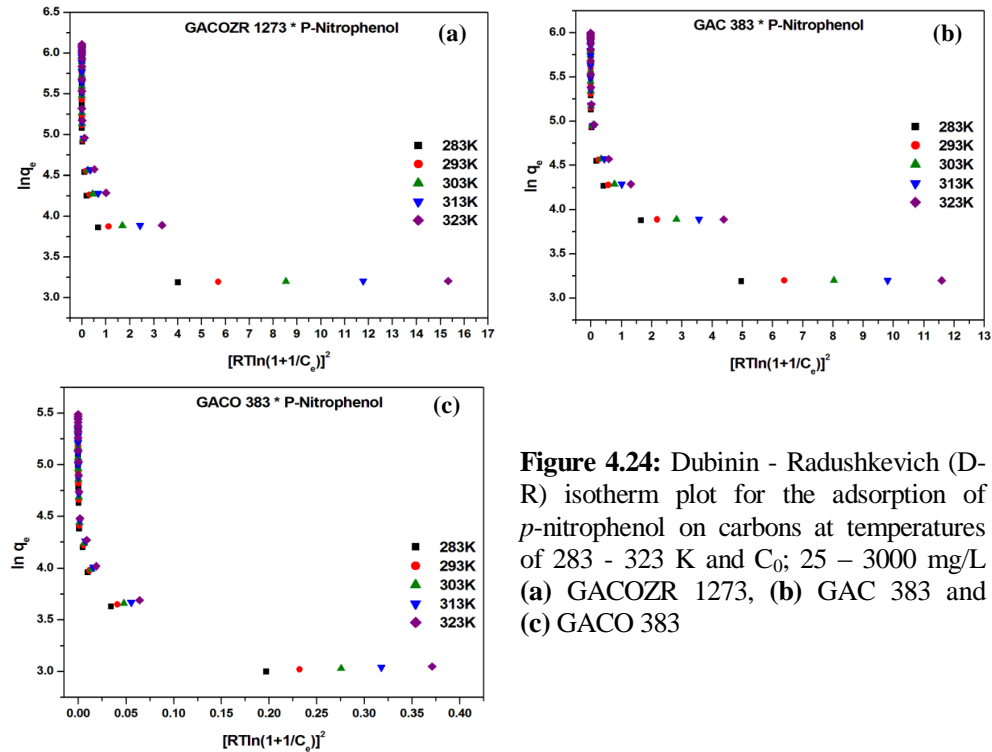 GACOZR 1273 * P-Nitrophenol
(a)
lnqₑ
6.0
5.5
5.0
4.5
4.0
3.5
3.0
283K
293K
303K
313K
323K
0 1 2 3 4 5 6 7 8 9 10 11 12 13 14 15 16 17
[RTln(1+1/Cₑ)]²
GAC 383 * P-Nitrophenol
(b)
ln qₑ
6.0
5.5
5.0
4.5
4.0
3.5
3.0
283K
293K
303K
313K
323K
0 1 2 3 4 5 6 7 8 9 10 11 12 13
[RTln(1+1/Cₑ)]²
GACO 383 * P-Nitrophenol
(c)
ln qₑ
5.5
5.0
4.5
4.0
3.5
3.0
283K
293K
303K
313K
323K
0.00 0.05 0.10 0.15 0.20 0.25 0.30 0.35 0.40
[RTln(1+1/Cₑ)]²
Figure 4.24: Dubinin - Radushkevich (D-
R) isotherm plot for the adsorption of
p-nitrophenol on carbons at temperatures
of 283 - 323 K and C₀; 25 – 3000 mg/L
(a) GACOZR 1273, (b) GAC 383 and
(c) GACO 383